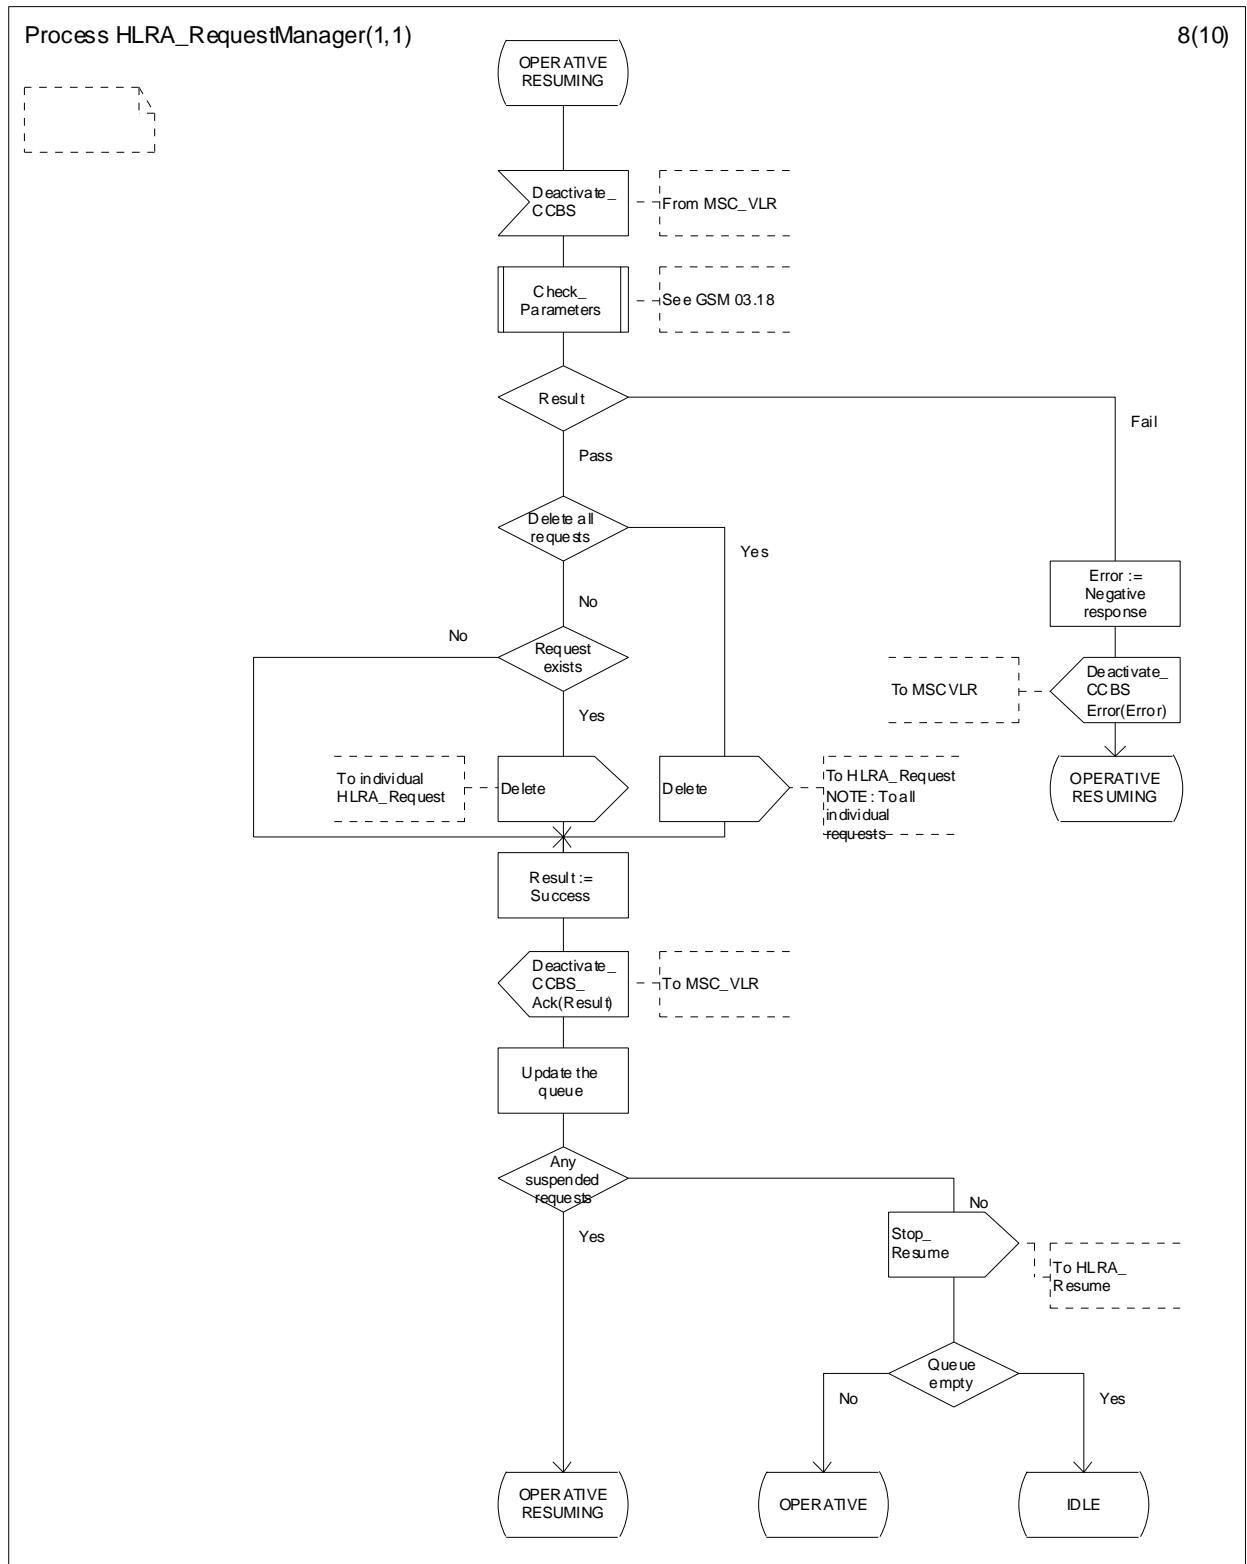 Process HLRA_RequestManager(1,1)
8(10)
OPERATIVE
RESUMING
Deactivate_
CCBS
From MSC_VLR
Check_
Parameters
See GSM 03.18
Result
Fail
Pass
Delete all
requests
Yes
No
Error :=
Negative
response
No
Request
exists
To MSCVLR
Deactivate_
CCBS
Error(Error)
Yes
To individual
HLRA_Request
Delete
Delete
To HLRA_Request
NOTE: To all
individual
requests
OPERATIVE
RESUMING
Result :=
Success
Deactivate_
CCBS_
Ack(Result)
To MSC_VLR
Update the
queue
Any
suspended
requests
No
Yes
Stop_
Resume
To HLRA_
Resume
Queue
empty
No
Yes
OPERATIVE
RESUMING
OPERATIVE
IDLE